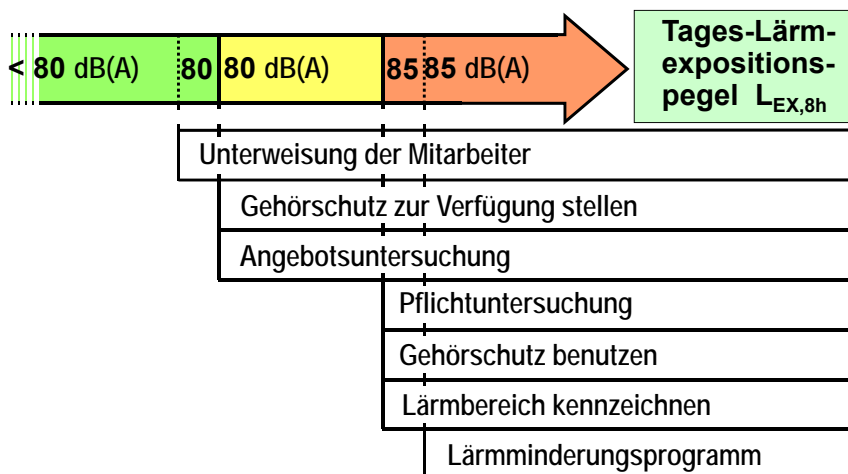 < 80 dB(A) 80 80 dB(A) 85 85 dB(A)
Tages-Lärm-
expositions-
pegel LEX,8h
Unterweisung der Mitarbeiter
Gehörschutz zur Verfügung stellen
Angebotsuntersuchung
Pflichtuntersuchung
Gehörschutz benutzen
Lärmbereich kennzeichnen
Lärmminderungsprogramm